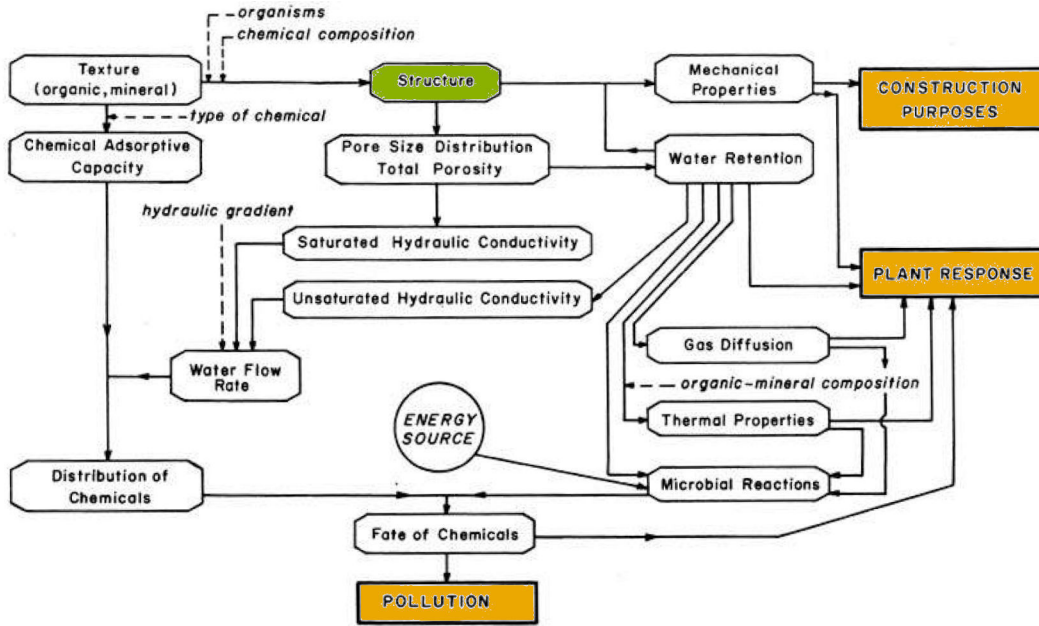 organisms
chemical composition
Texture
(organic, mineral)
Structure
Mechanical
Properties
CONSTRUCTION
PURPOSES
type of chemical
Chemical Adsorptive
Capacity
Pore Size Distribution
Total Porosity
Water Retention
hydraulic gradient
Saturated Hydraulic Conductivity
PLANT RESPONSE
Unsaturated Hydraulic Conductivity
Gas Diffusion
Water Flow
Rate
organic-mineral composition
ENERGY
SOURCE
Thermal Properties
Distribution of
Chemicals
Microbial Reactions
Fate of Chemicals
POLLUTION